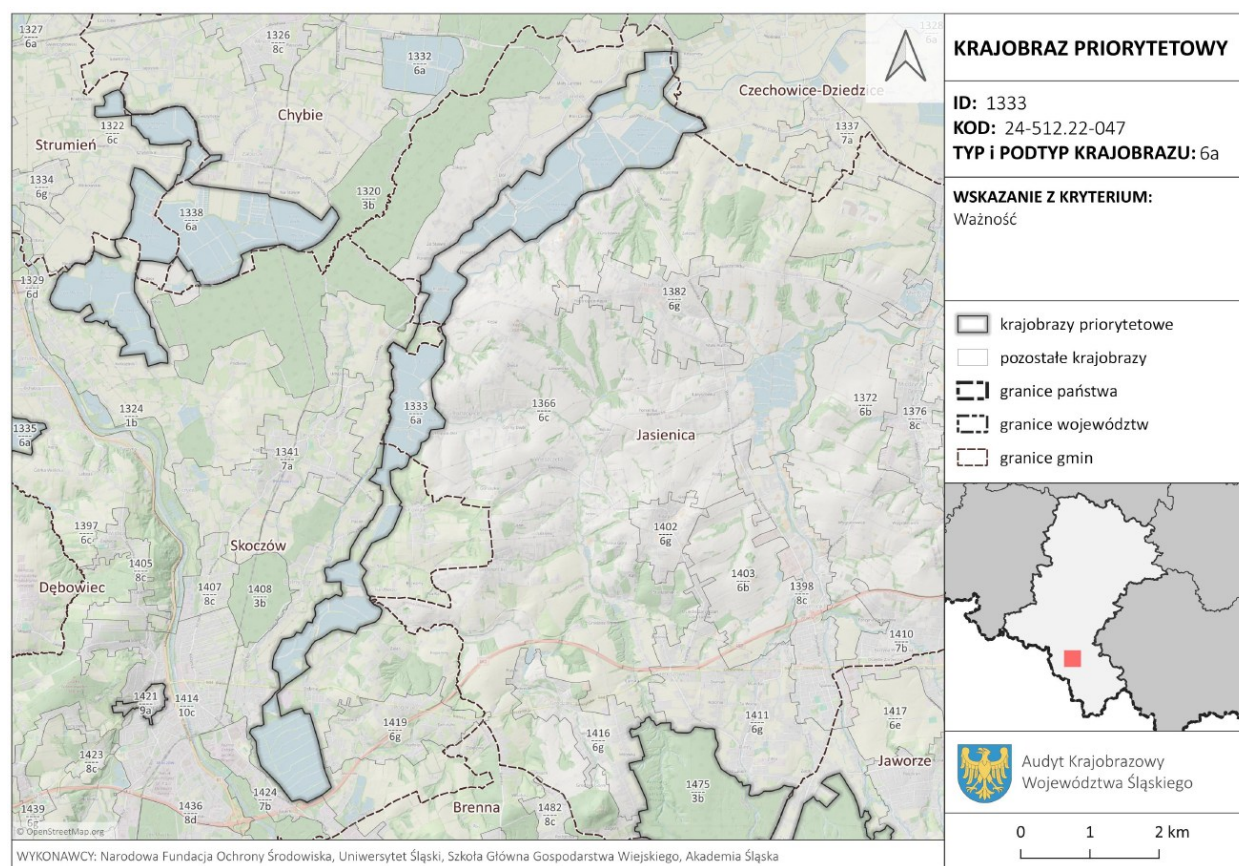 1327
6a
1326
8c
1332
6a
1328
6a
Czechowice-Dziedzice
Chybie
1322
6c
Strumień
1337
7a
1334
6g
1320
3b
1338
6a
1329
6d
1382
6g
1324
1b
1333
6a
1366
6c
1372
6b
1376
8c
1335
6a
Jasienica
1341
7a
1397
6c
1405
8c
Skoczów
1402
6g
Dębowiec
1407
8c
1408
3b
1403
6b
1398
8c
1410
7b
1421
9a
1414
10c
1419
6g
1416
6g
1411
6g
1417
6e
1423
8c
Jaworze
1475
3b
1439
6g
1436
8d
1424
7b
Brenna
1482
8c
© OpenStreetMap.org
WYKONAWCY: Narodowa Fundacja Ochrony Środowiska, Uniwersytet Śląski, Szkoła Główna Gospodarstwa Wiejskiego, Akademia Śląska
KRAJOBRAZ PRIORYTETOWY
ID: 1333
KOD: 24-512.22-047
TYP i PODTYP KRAJOBRAZU: 6a
WSKAZANIE Z KRYTERIUM:
Ważność
krajobrazy priorytetowe
pozostałe krajobrazy
granice państwa
granice województw
granice gmin
Audyt Krajobrazowy
Województwa Śląskiego
0 1 2 km